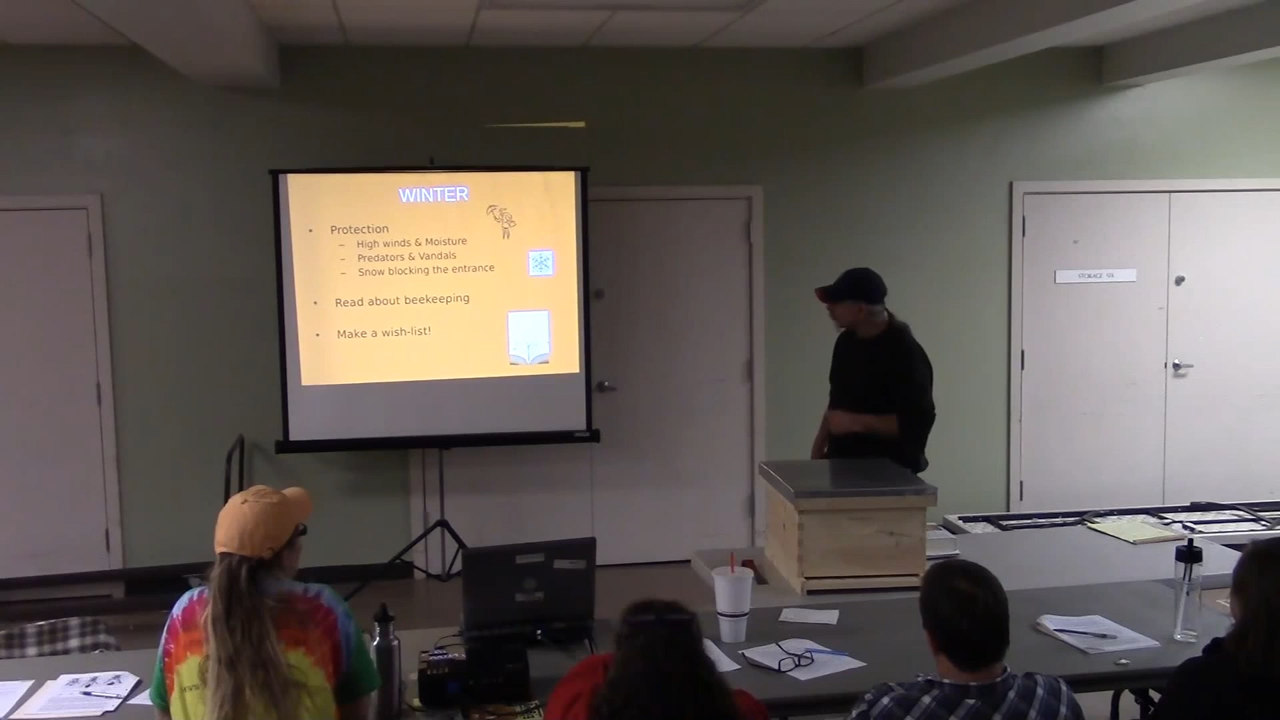 WINTER
• Protection
– High winds & Moisture
– Predators & Vandals
– Snow blocking the entrance
• Read about beekeeping
• Make a wish-list!
STORAGE